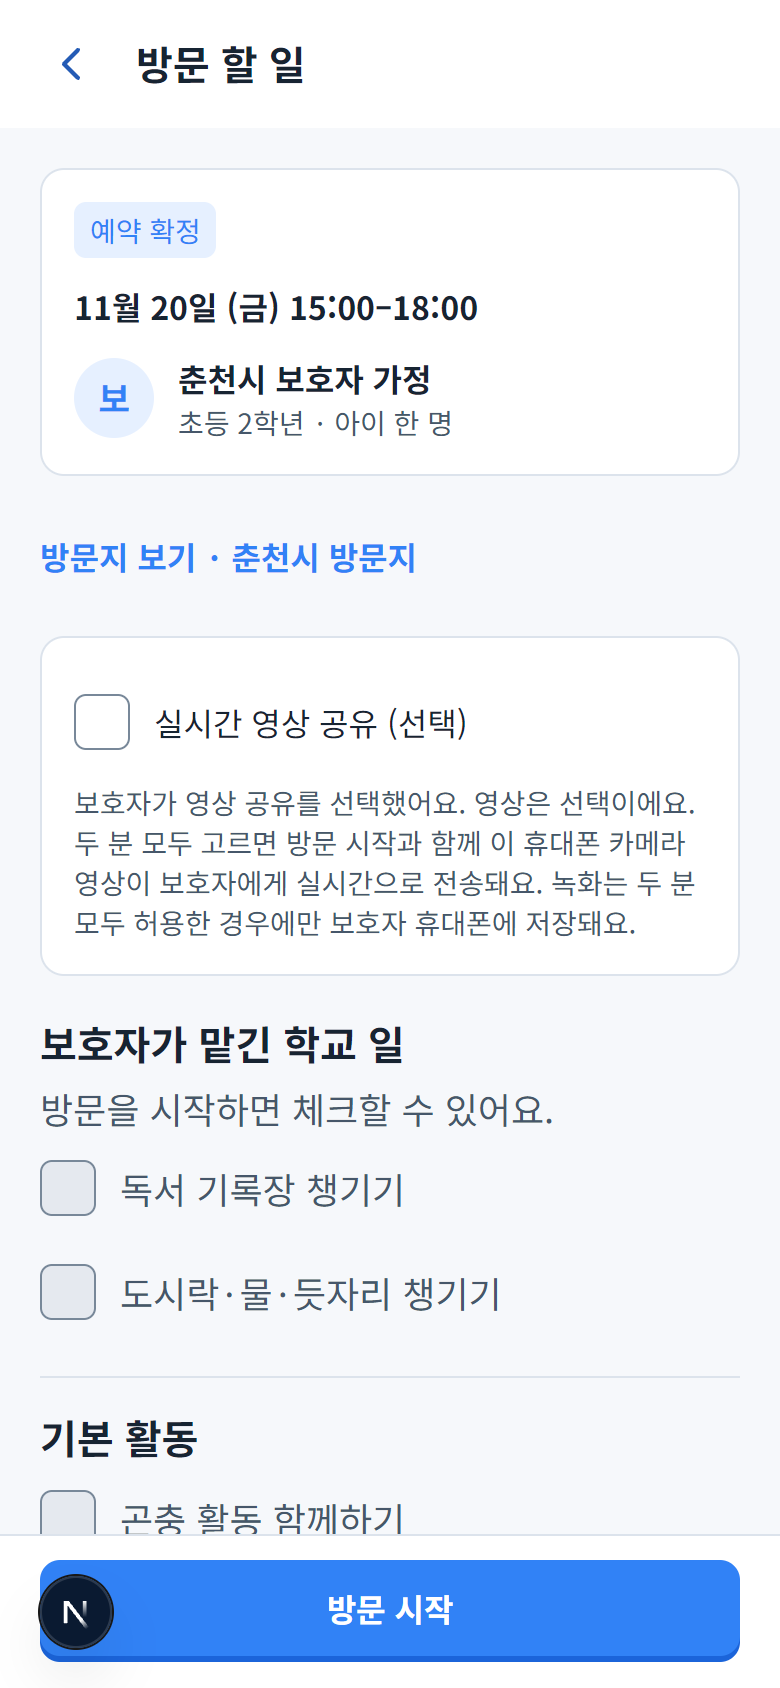 방문 할 일
예약 확정
11월 20일 (금) 15:00–18:00
보
춘천시 보호자 가정
초등 2학년 · 아이 한 명
방문지 보기 · 춘천시 방문지
실시간 영상 공유 (선택)
보호자가 영상 공유를 선택했어요. 영상은 선택이에요.
두 분 모두 고르면 방문 시작과 함께 이 휴대폰 카메라
영상이 보호자에게 실시간으로 전송돼요. 녹화는 두 분
모두 허용한 경우에만 보호자 휴대폰에 저장돼요.
보호자가 맡긴 학교 일
방문을 시작하면 체크할 수 있어요.
독서 기록장 챙기기
도시락·물·돗자리 챙기기
기본 활동
곤충 활동 함께하기
방문 시작
N